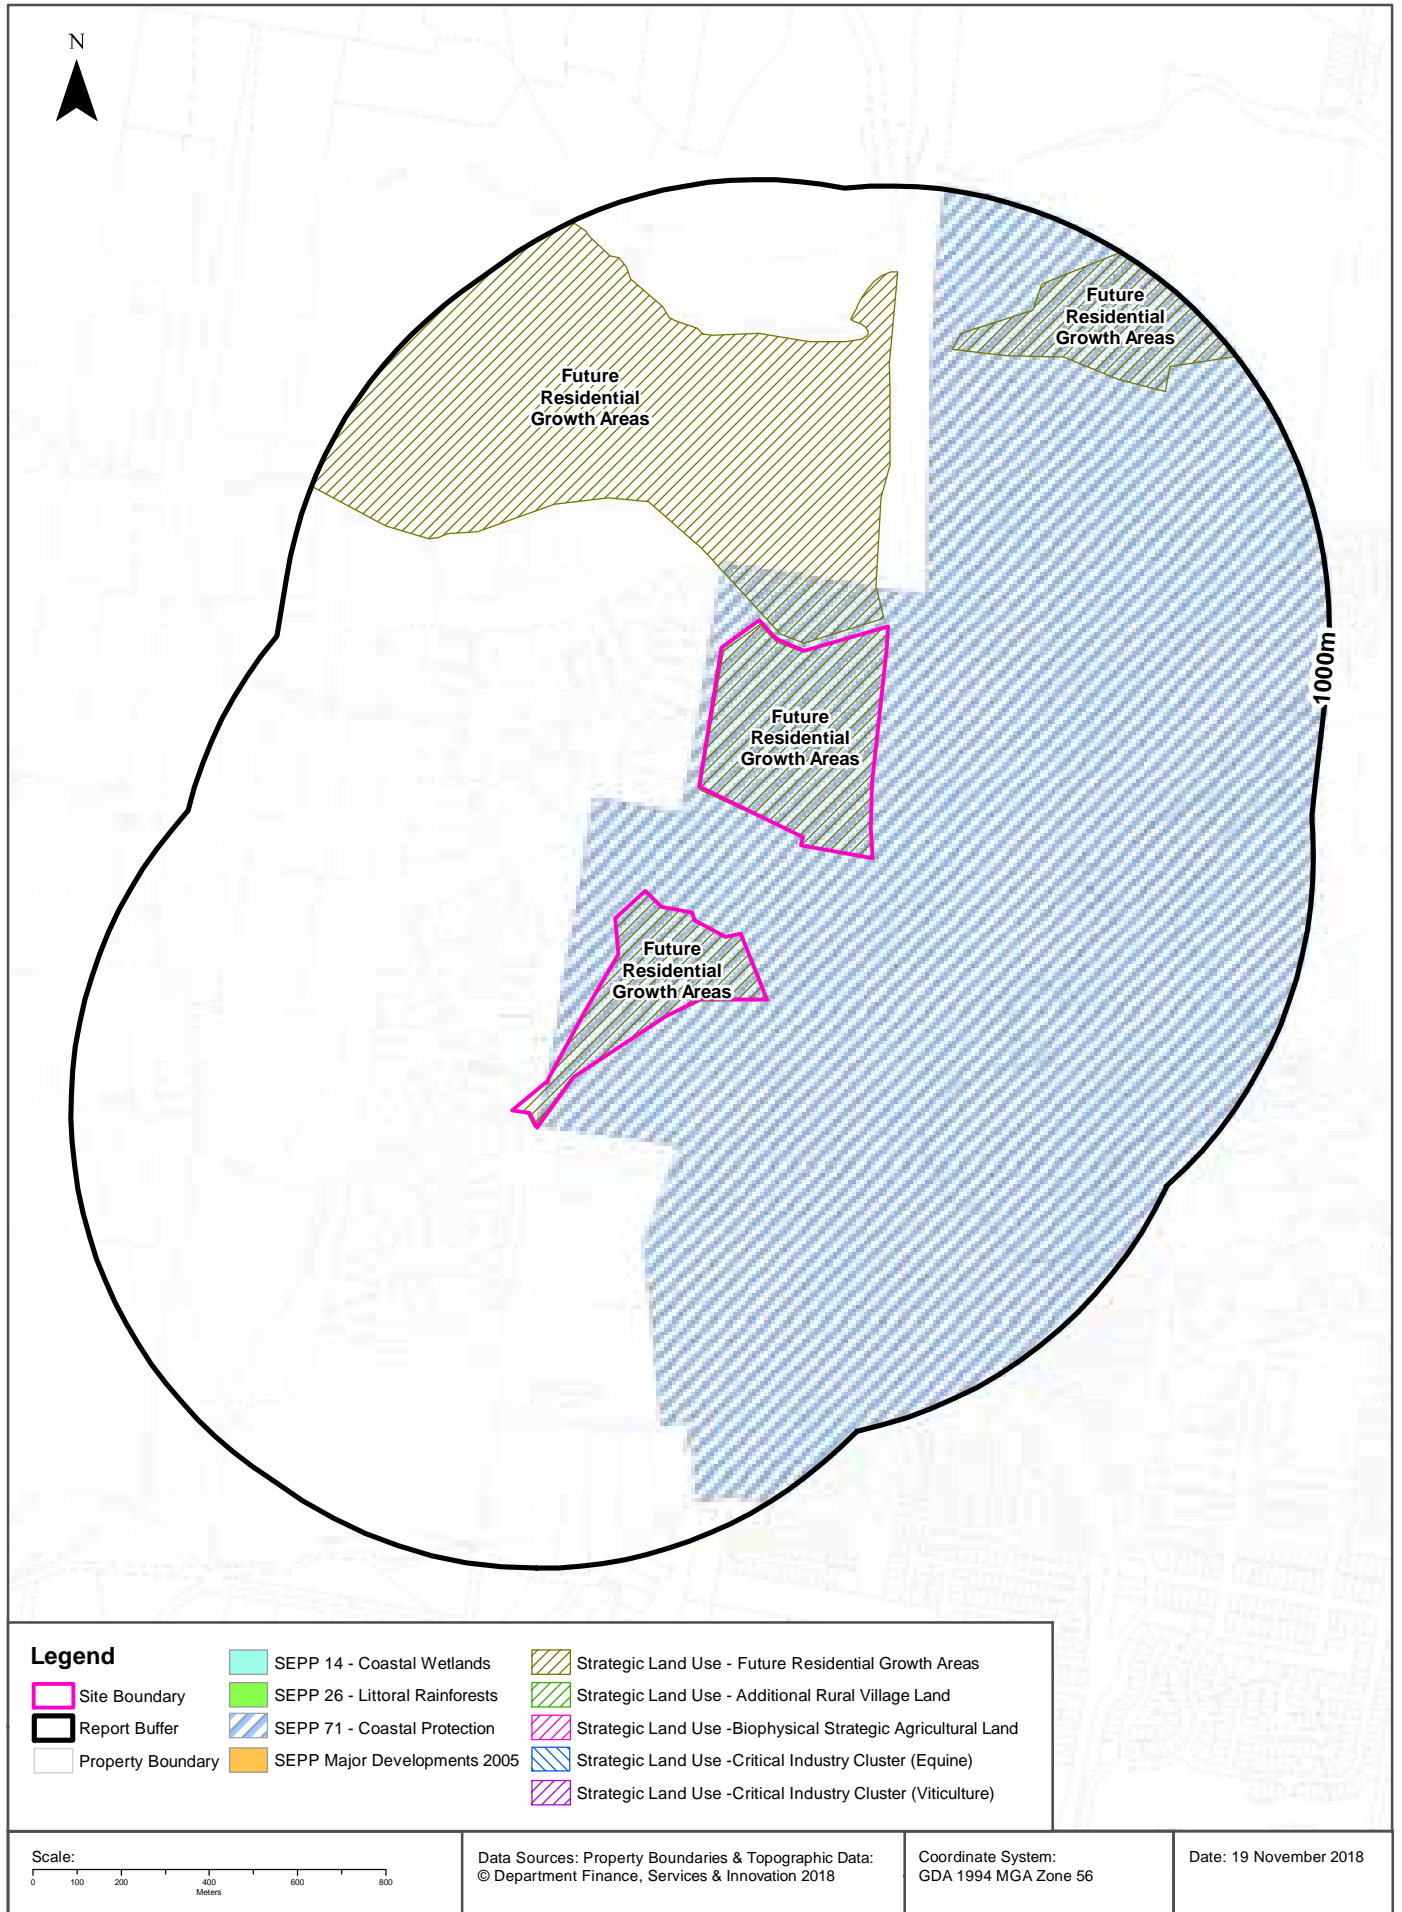 N
Future
Residential
Growth Areas
Future
Residential
Growth Areas
1000m
Future
Residential
Growth Areas
Future
Residential
Growth Areas
Legend
Site Boundary
Report Buffer
Property Boundary
SEPP 14 - Coastal Wetlands
SEPP 26 - Littoral Rainforests
SEPP 71 - Coastal Protection
SEPP Major Developments 2005
Strategic Land Use - Future Residential Growth Areas
Strategic Land Use - Additional Rural Village Land
Strategic Land Use -Biophysical Strategic Agricultural Land
Strategic Land Use -Critical Industry Cluster (Equine)
Strategic Land Use -Critical Industry Cluster (Viticulture)
Scale:
0 100 200 400 600 800
Meters
Data Sources: Property Boundaries & Topographic Data:
© Department Finance, Services & Innovation 2018
Coordinate System:
GDA 1994 MGA Zone 56
Date: 19 November 2018